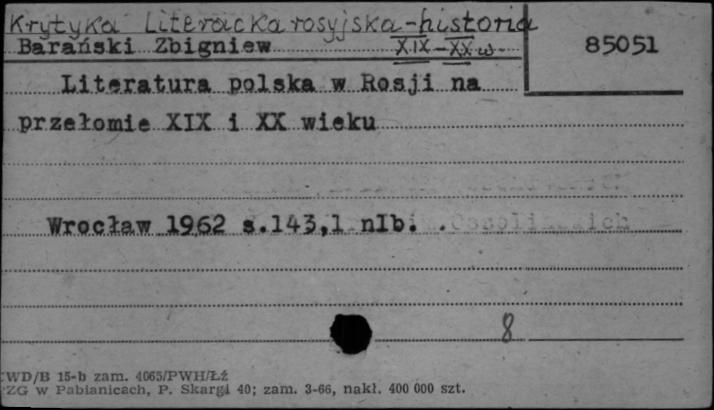 Krytyka Literacka rosyjska - historia
Barański Zbigniew XIX - XX w. 85051
Literatura polska w Rosji na
przełomie XIX i XX wieku
Wrocław 1962 s.143,1 nlb. .
8
WD/B 15-b zam. 4065/PWH/Łź
ZG w Pabianicach, P. Skargi 40; zam. 3-66, nakł. 400 000 szt.